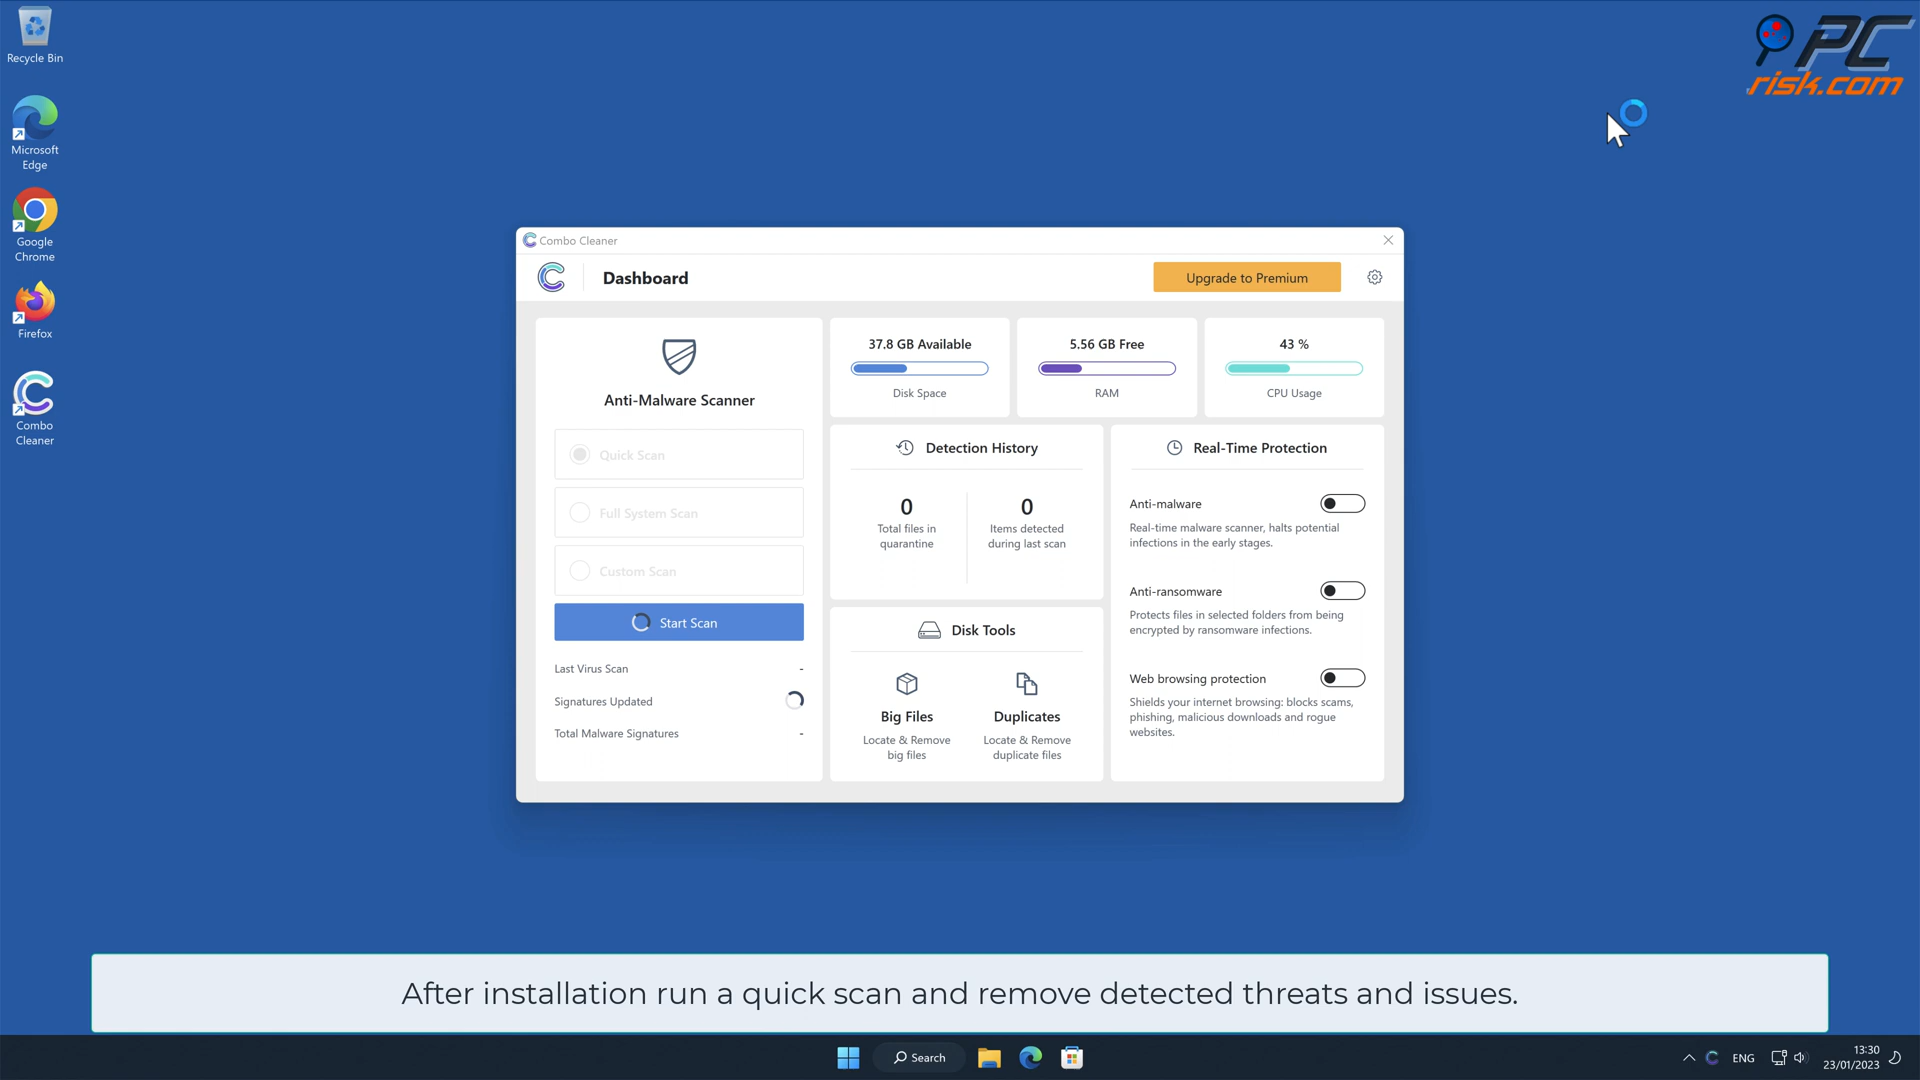 Recycle Bin
Microsoft
Edge
Google
Chrome
Firefox
Combo
Cleaner
PC
risk.com
Combo Cleaner
Dashboard
Upgrade to Premium
Anti-Malware Scanner
Quick Scan
Full System Scan
Custom Scan
Start Scan
Last Virus Scan -
Signatures Updated
Total Malware Signatures -
37.8 GB Available
Disk Space
5.56 GB Free
RAM
43 %
CPU Usage
Detection History
0
Total files in
quarantine
0
Items detected
during last scan
Disk Tools
Big Files
Locate & Remove
big files
Duplicates
Locate & Remove
duplicate files
Real-Time Protection
Anti-malware
Real-time malware scanner, halts potential
infections in the early stages.
Anti-ransomware
Protects files in selected folders from being
encrypted by ransomware infections.
Web browsing protection
Shields your internet browsing: blocks scams,
phishing, malicious downloads and rogue
websites.
After installation run a quick scan and remove detected threats and issues.
Search
ENG
13:30
23/01/2023